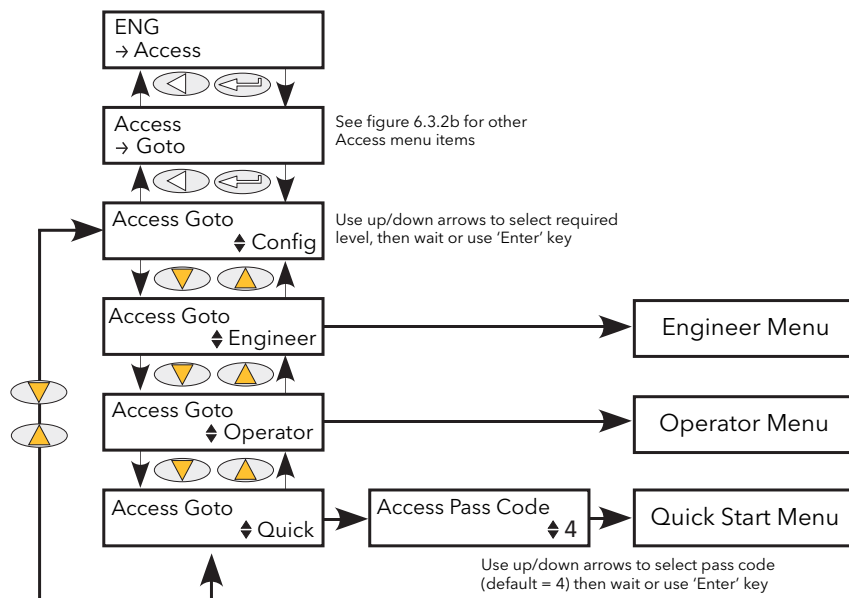 ENG
→ Access
Access
→ Goto
See figure 6.3.2b for other
Access menu items
Access Goto
Config
Use up/down arrows to select required
level, then wait or use ‘Enter’ key
Access Goto
Engineer
Engineer Menu
Access Goto
Operator
Operator Menu
Access Goto
Quick
Access Pass Code
4
Quick Start Menu
Use up/down arrows to select pass code
(default = 4) then wait or use ‘Enter’ key